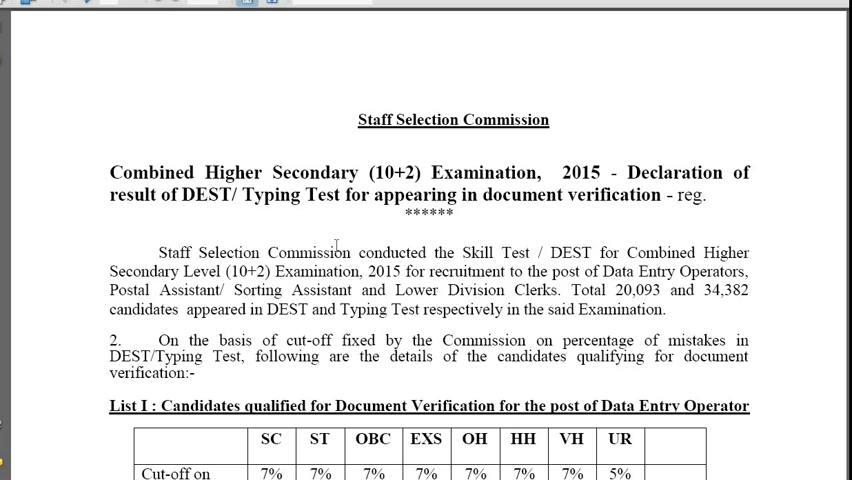 Staff Selection Commission
Combined Higher Secondary (10+2) Examination, 2015 - Declaration of
result of DEST/ Typing Test for appearing in document verification - reg.
******
Staff Selection Commission conducted the Skill Test / DEST for Combined Higher
Secondary Level (10+2) Examination, 2015 for recruitment to the post of Data Entry Operators,
Postal Assistant/ Sorting Assistant and Lower Division Clerks. Total 20,093 and 34,382
candidates appeared in DEST and Typing Test respectively in the said Examination.
2. On the basis of cut-off fixed by the Commission on percentage of mistakes in
DEST/Typing Test, following are the details of the candidates qualifying for document
verification:-
List I : Candidates qualified for Document Verification for the post of Data Entry Operator
SC ST OBC EXS OH HH VH UR
Cut-off on 7% 7% 7% 7% 7% 7% 7% 5%